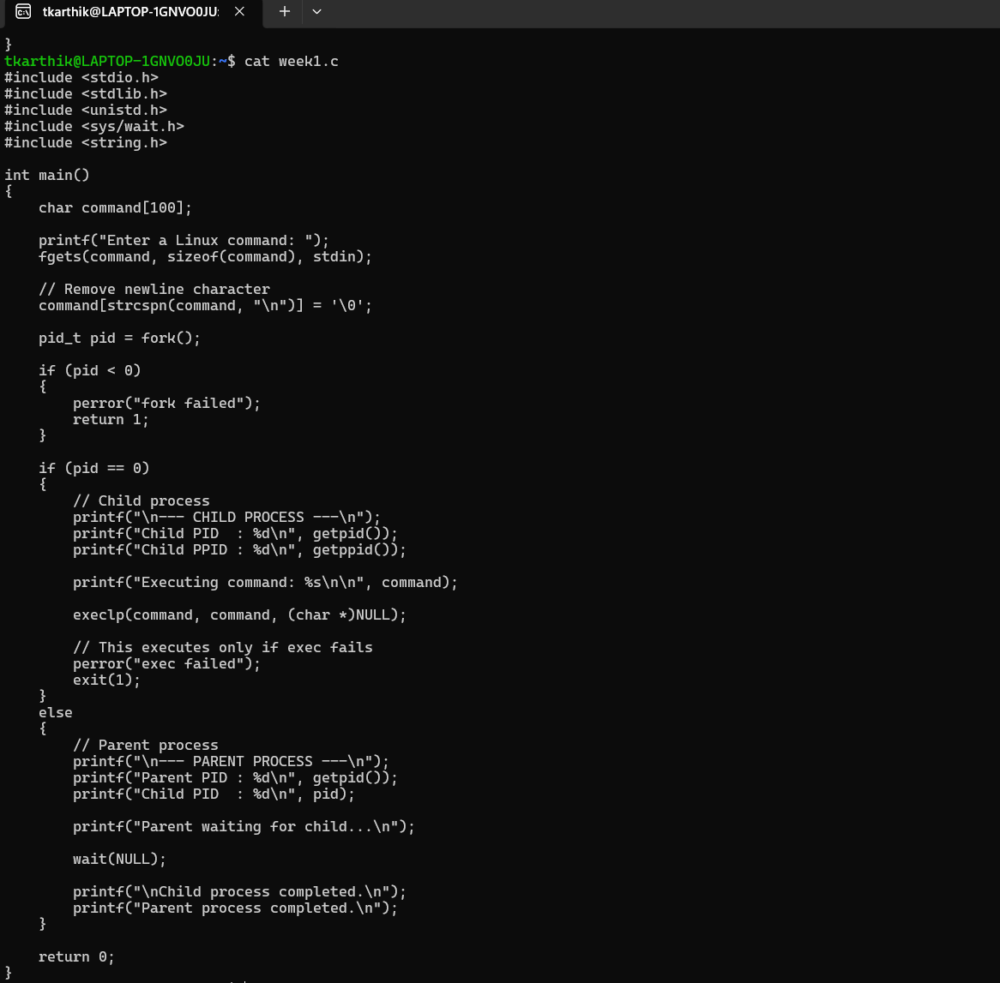 tkarthik@LAPTOP-1GNVO0JU:
}
tkarthik@LAPTOP-1GNVO0JU:~$ cat week1.c
#include <stdio.h>
#include <stdlib.h>
#include <unistd.h>
#include <sys/wait.h>
#include <string.h>

int main()
{
    char command[100];

    printf("Enter a Linux command: ");
    fgets(command, sizeof(command), stdin);

    // Remove newline character
    command[strcspn(command, "\n")] = '\0';

    pid_t pid = fork();

    if (pid < 0)
    {
        perror("fork failed");
        return 1;
    }

    if (pid == 0)
    {
        // Child process
        printf("\n--- CHILD PROCESS ---\n");
        printf("Child PID  : %d\n", getpid());
        printf("Child PPID : %d\n", getppid());

        printf("Executing command: %s\n\n", command);

        execlp(command, command, (char *)NULL);

        // This executes only if exec fails
        perror("exec failed");
        exit(1);
    }
    else
    {
        // Parent process
        printf("\n--- PARENT PROCESS ---\n");
        printf("Parent PID : %d\n", getpid());
        printf("Child PID  : %d\n", pid);

        printf("Parent waiting for child...\n");

        wait(NULL);

        printf("\nChild process completed.\n");
        printf("Parent process completed.\n");
    }

    return 0;
}